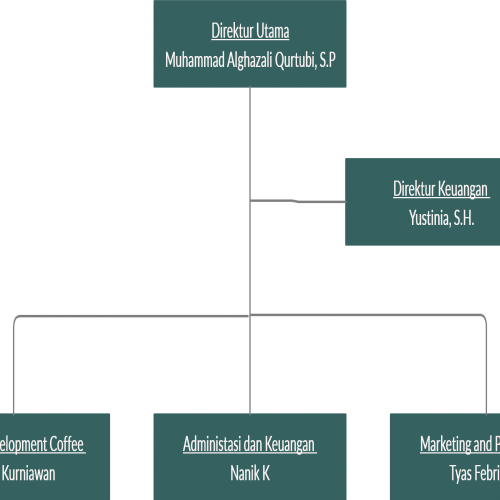 Direktur Utama
Muhammad Alghazali Qurtubi, S.P
Direktur Keuangan
Yustinia, S.H.
elopment Coffee
Kurniawan
Administasi dan Keuangan
Nanik K
Marketing and P
Tyas Febri